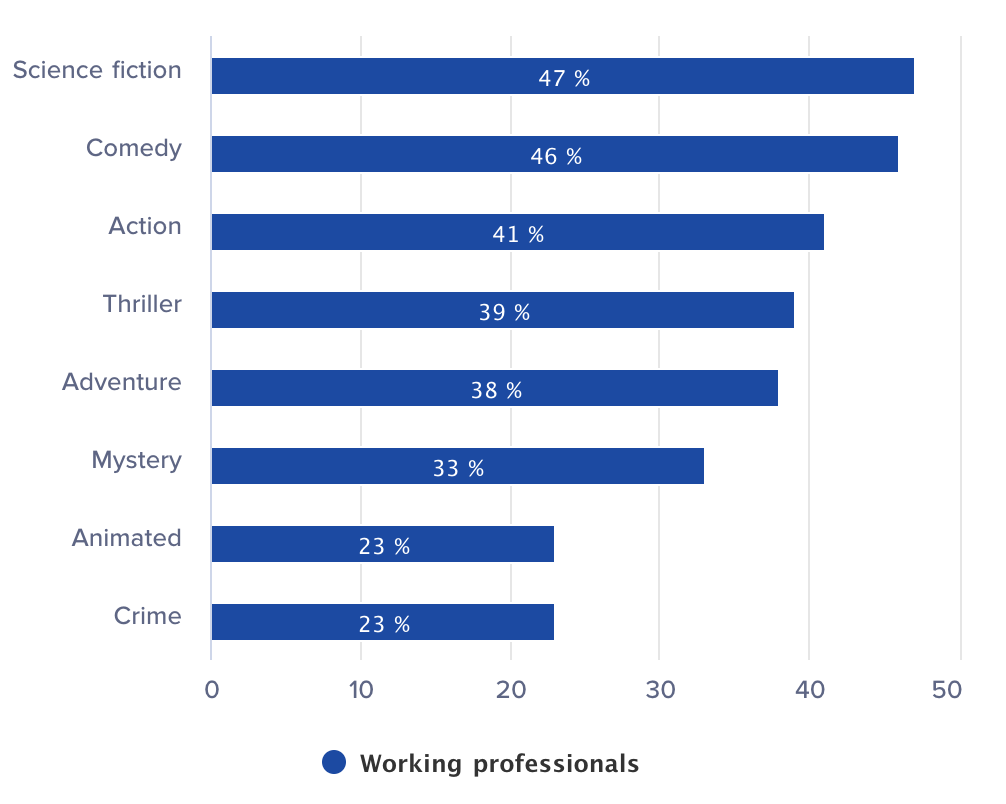 Science fiction 47 %
Comedy 46 %
Action 41 %
Thriller 39 %
Adventure 38 %
Mystery 33 %
Animated 23 %
Crime 23 %
0 10 20 30 40 50
Working professionals